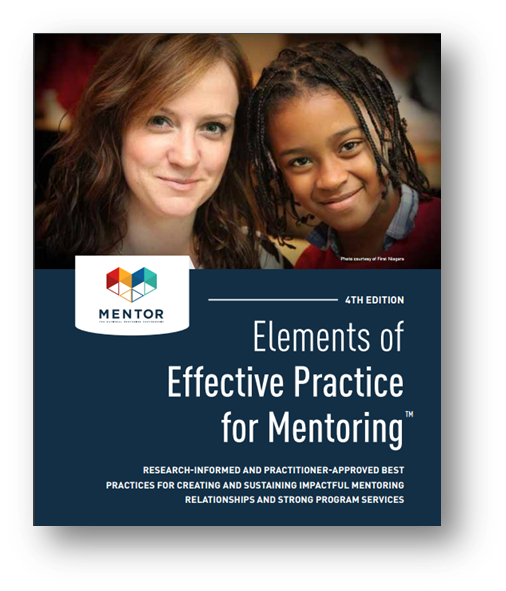 Photo courtesy of First Niagara
MENTOR
4TH EDITION
Elements of
Effective Practice
for Mentoring™
RESEARCH-INFORMED AND PRACTITIONER-APPROVED BEST
PRACTICES FOR CREATING AND SUSTAINING IMPACTFUL MENTORING
RELATIONSHIPS AND STRONG PROGRAM SERVICES